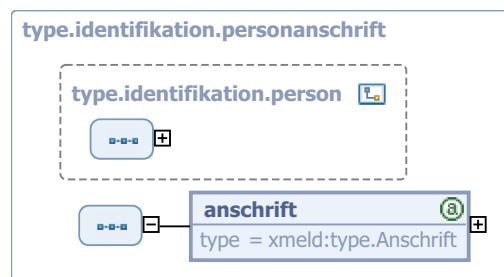 type.identifikation.personanschrift
type.identifikation.person
anschrift
type = xmeld:type.Anschrift